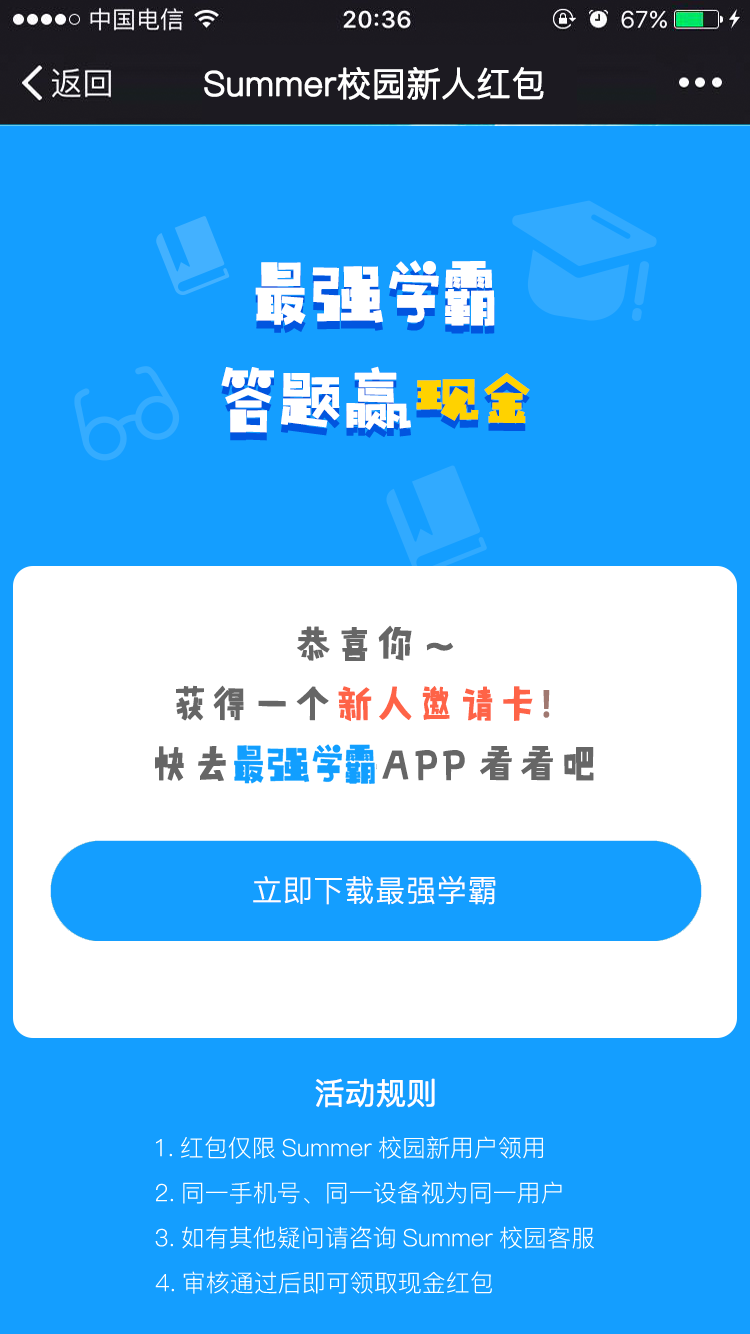 中国电信 20:36 67%
返回 Summer校园新人红包
最强学霸
答题赢现金
恭喜你～
获得一个新人邀请卡!
快去最强学霸APP看看吧
立即下载最强学霸
活动规则
1. 红包仅限 Summer 校园新用户领用
2. 同一手机号、同一设备视为同一用户
3. 如有其他疑问请咨询 Summer 校园客服
4. 审核通过后即可领取现金红包